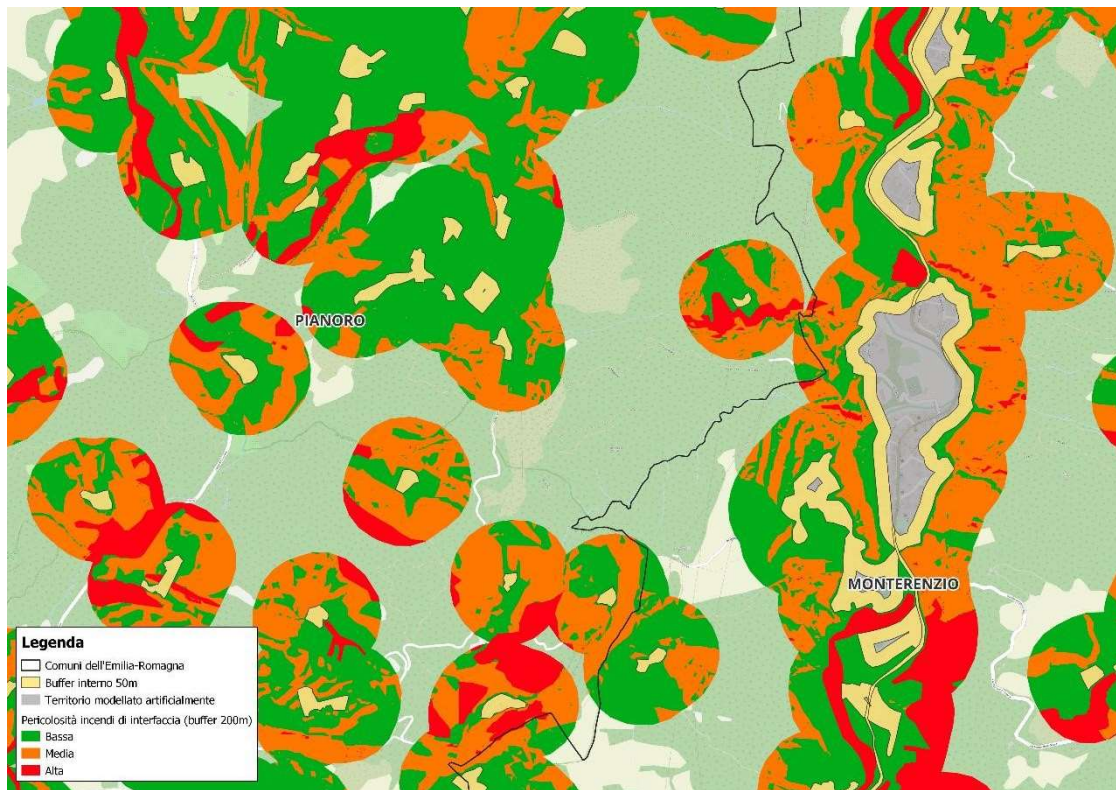 PIANORO
MONTERENZIO
Legenda
Comuni dell'Emilia-Romagna
Buffer interno 50m
Territorio modellato artificialmente
Pericolosità incendi di interfaccia (buffer 200m)
Bassa
Media
Alta